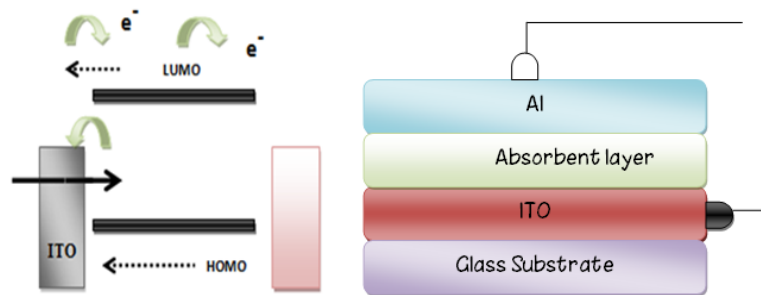 e-
e-
LUMO
ITO
HOMO
Al
Absorbent layer
ITO
Glass Substrate